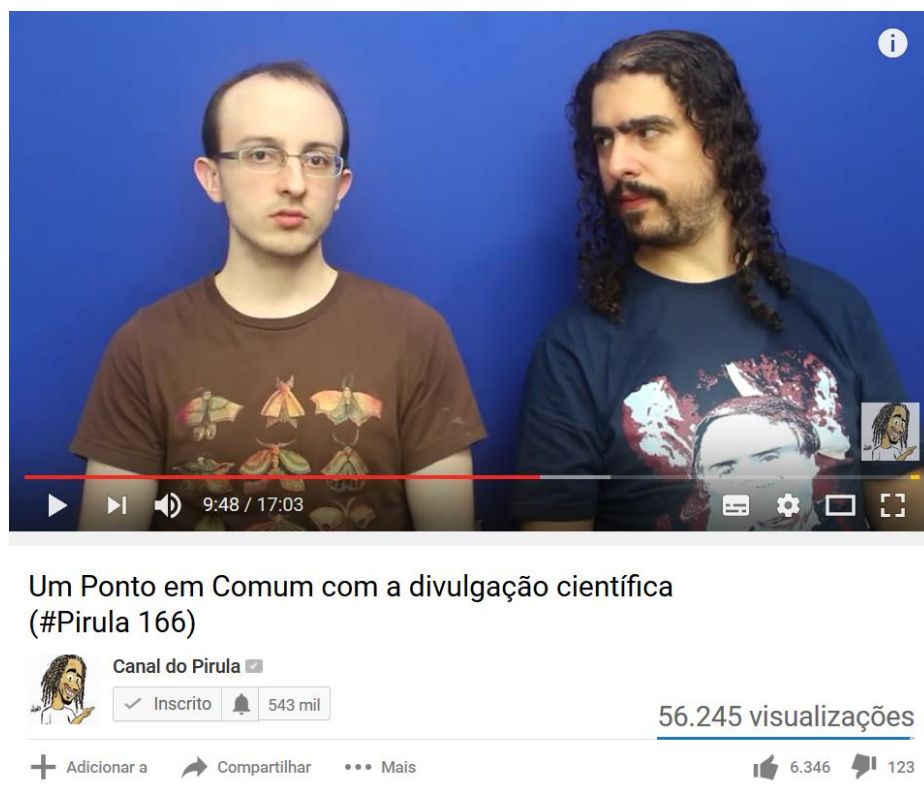 i
9:48 / 17:03
Um Ponto em Comum com a divulgação científica
(#Pirula 166)
Canal do Pirula
Inscrito 543 mil
56.245 visualizações
Adicionar a Compartilhar Mais 6.346 123